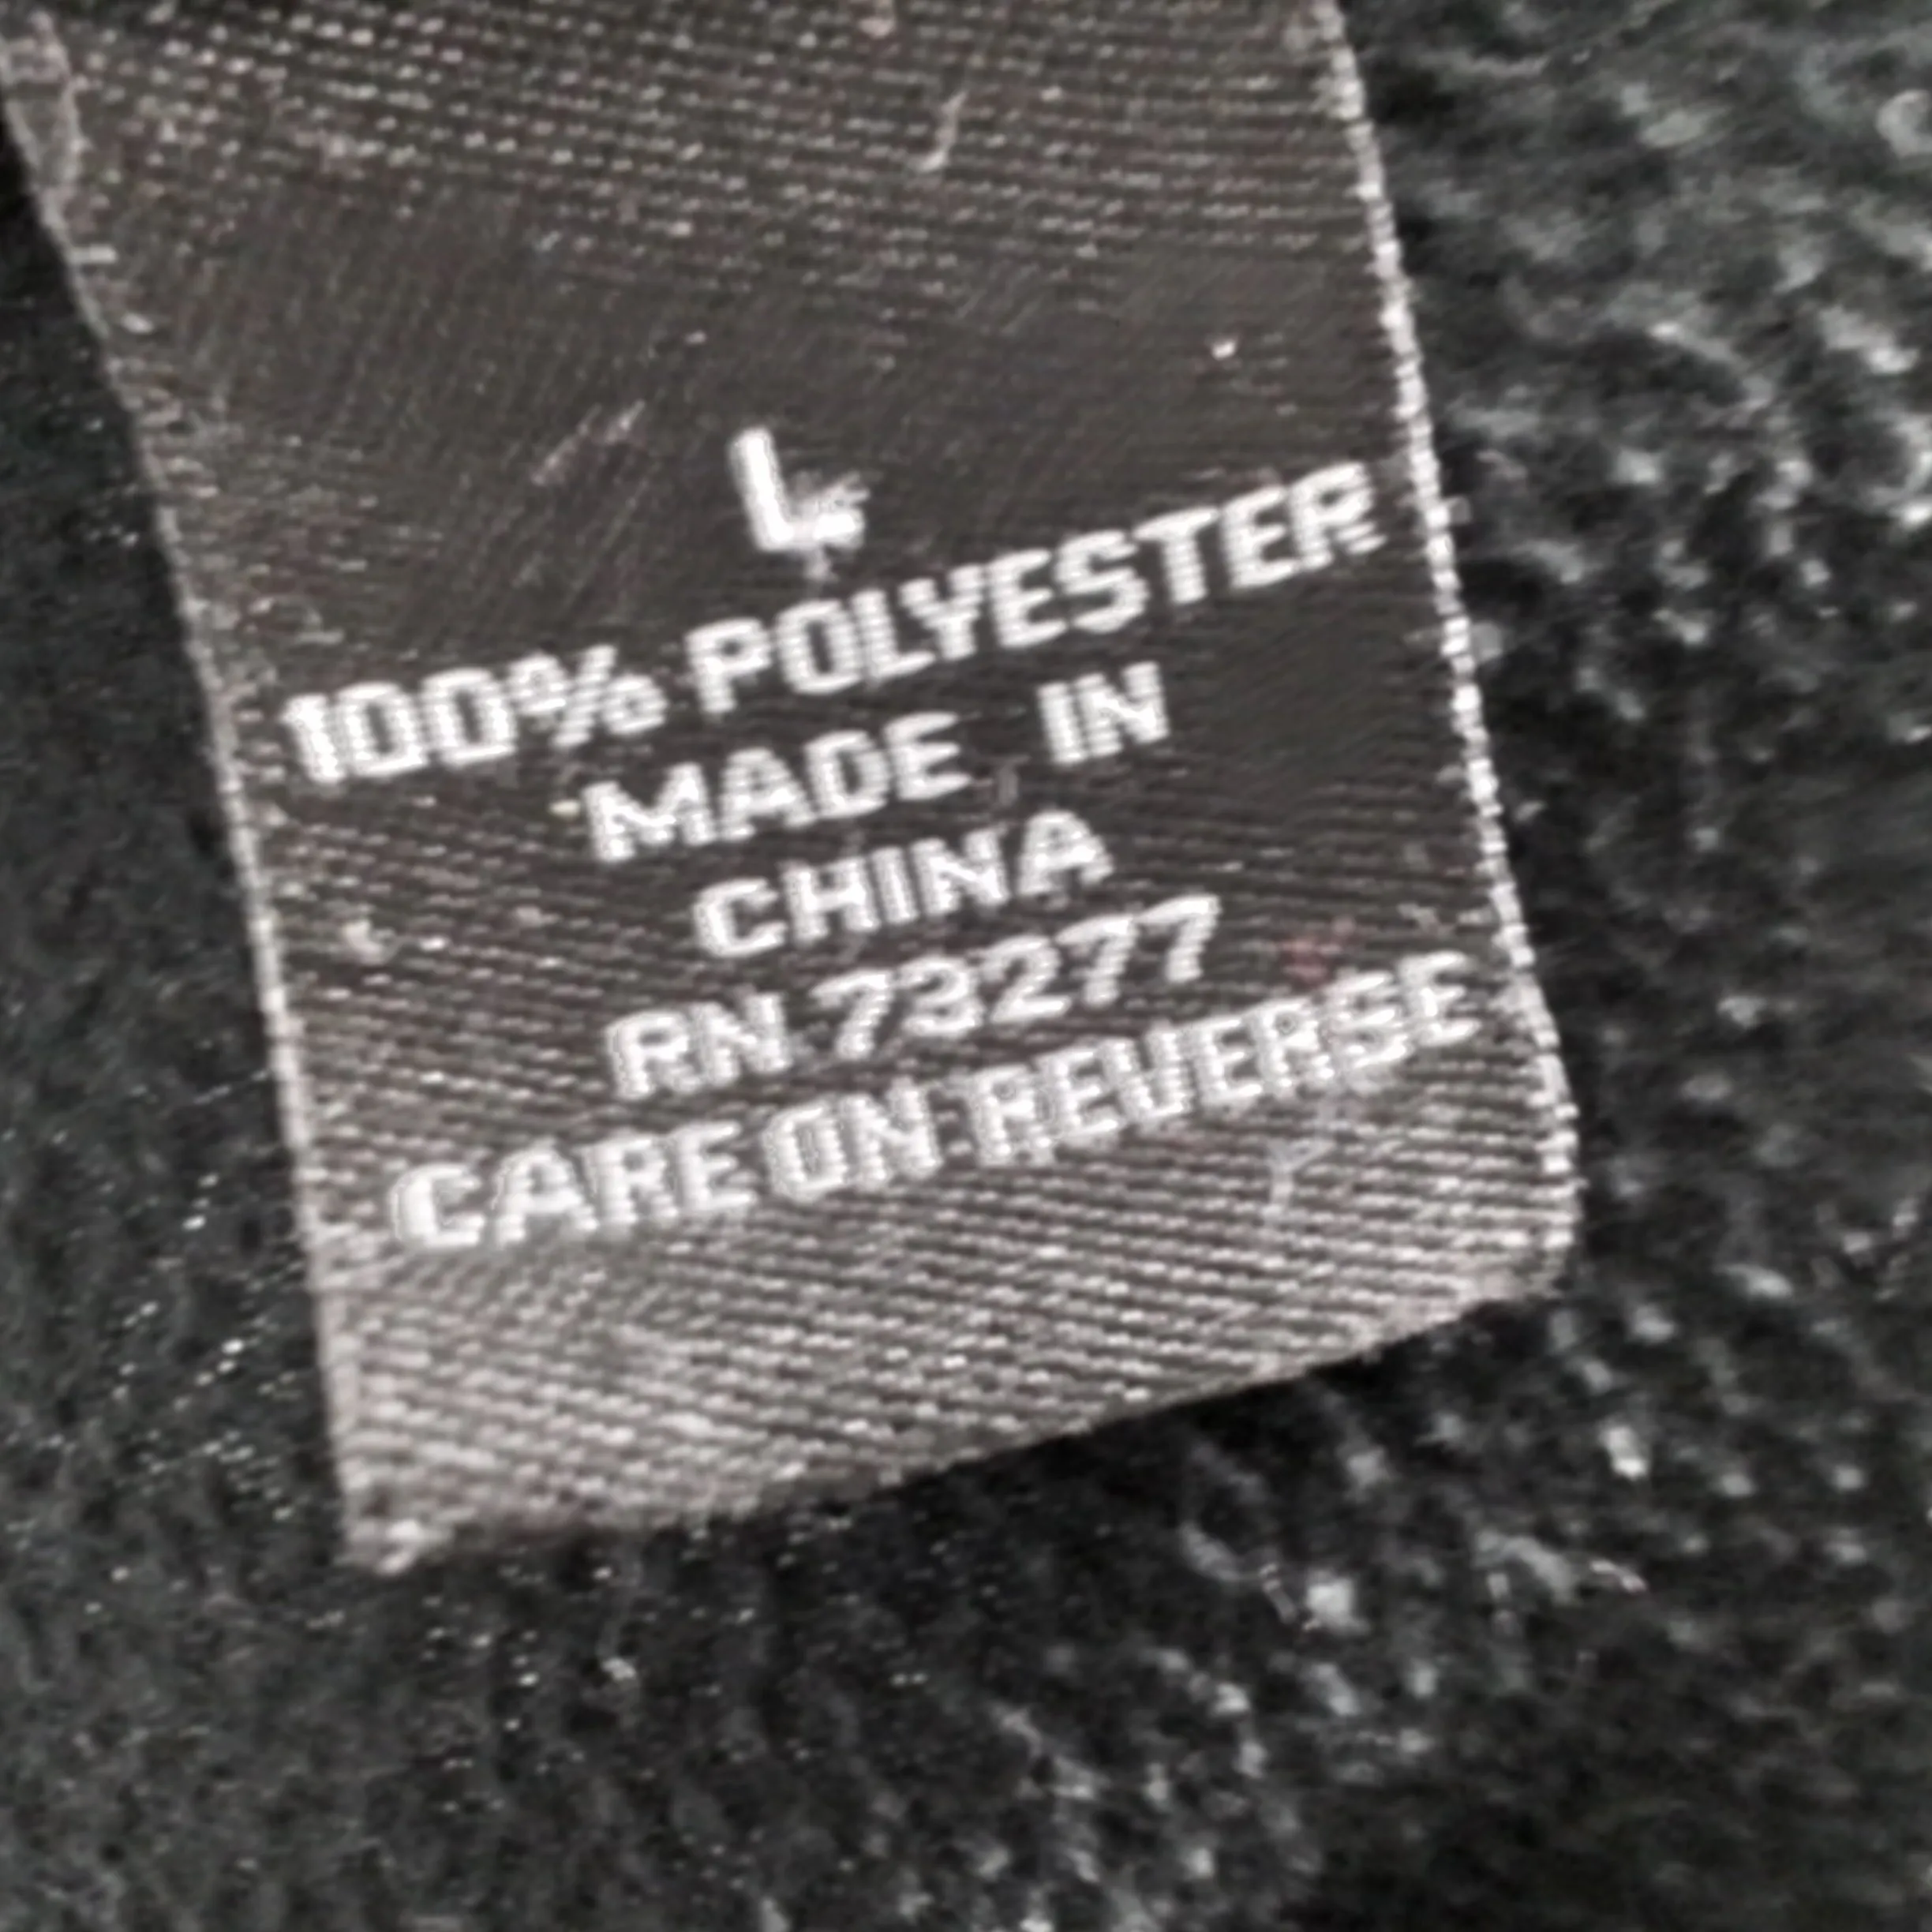 L
100% POLYESTER
MADE IN
CHINA
RN 73277
CARE ON REVERSE